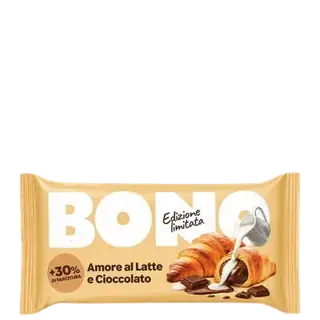 BONO
Edizione
limitata
+30%
DI FARCITURA
Amore al Latte
e Cioccolato